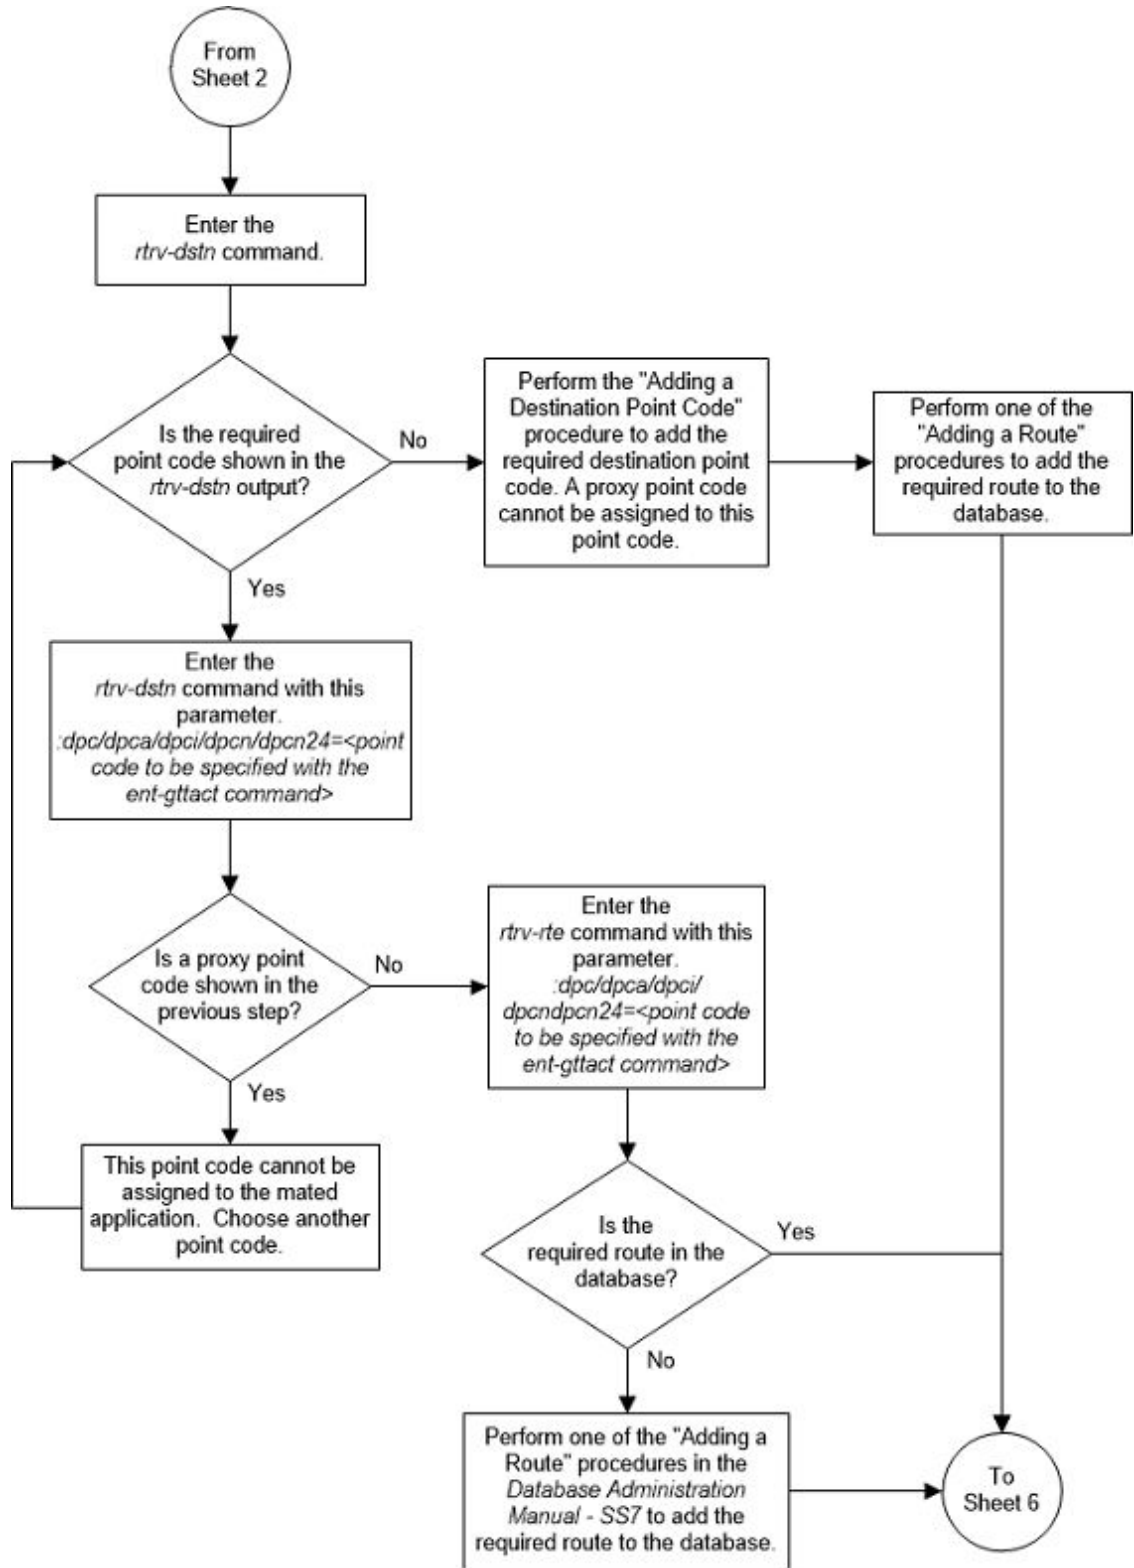 From
Sheet 2
Enter the
rtrv-dstn command.
Is the required
point code shown in the
rtrv-dstn output?
No
Perform the "Adding a
Destination Point Code"
procedure to add the
required destination point
code. A proxy point code
cannot be assigned to this
point code.
Perform one of the
"Adding a Route"
procedures to add the
required route to the
database.
Yes
Enter the
rtrv-dstn command with this
parameter.
:dpc/dpca/dpci/dpcn/dpcn24=<point
code to be specified with the
ent-gttact command>
Is a proxy point
code shown in the
previous step?
No
Enter the
rtrv-rte command with this
parameter.
:dpc/dpca/dpci/
dpcndpcn24=<point code
to be specified with the
ent-gttact command>
Yes
This point code cannot be
assigned to the mated
application. Choose another
point code.
Is the
required route in the
database?
Yes
No
Perform one of the "Adding a
Route" procedures in the
Database Administration
Manual - SS7 to add the
required route to the database.
To
Sheet 6